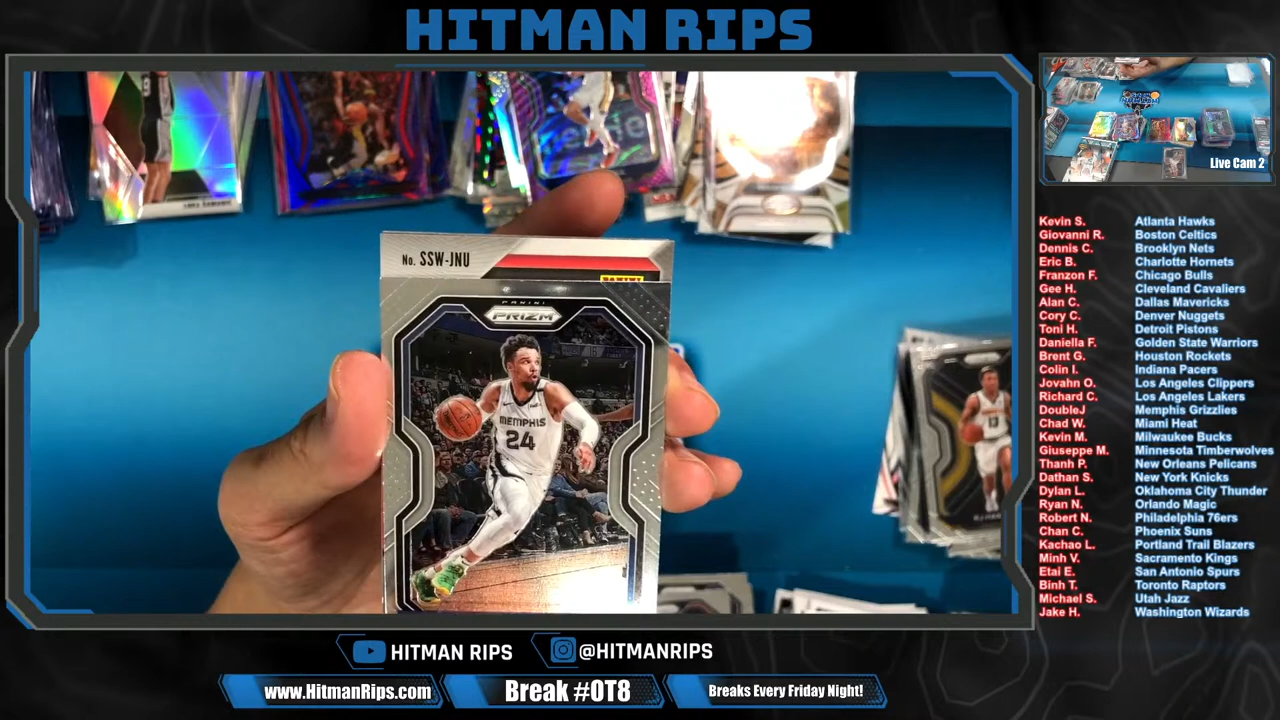 HITMAN RIPS
No. SSW-JNU
PANINI
PANINI
PRIZM
MEMPHIS
24
13
Live Cam 2
Kevin S. Atlanta Hawks
Giovanni R. Boston Celtics
Dennis C. Brooklyn Nets
Eric B. Charlotte Hornets
Franzon F. Chicago Bulls
Gee H. Cleveland Cavaliers
Alan C. Dallas Mavericks
Cory C. Denver Nuggets
Toni H. Detroit Pistons
Daniella F. Golden State Warriors
Brent G. Houston Rockets
Colin I. Indiana Pacers
Jovahn O. Los Angeles Clippers
Richard C. Los Angeles Lakers
DoubleJ Memphis Grizzlies
Chad W. Miami Heat
Kevin M. Milwaukee Bucks
Giuseppe M. Minnesota Timberwolves
Thanh P. New Orleans Pelicans
Dathan S. New York Knicks
Dylan L. Oklahoma City Thunder
Ryan N. Orlando Magic
Robert N. Philadelphia 76ers
Chan C. Phoenix Suns
Kachao L. Portland Trail Blazers
Minh V. Sacramento Kings
Etai E. San Antonio Spurs
Binh T. Toronto Raptors
Michael S. Utah Jazz
Jake H. Washington Wizards
HITMAN RIPS @HITMANRIPS
www.HitmanRips.com Break #OT8 Breaks Every Friday Night!